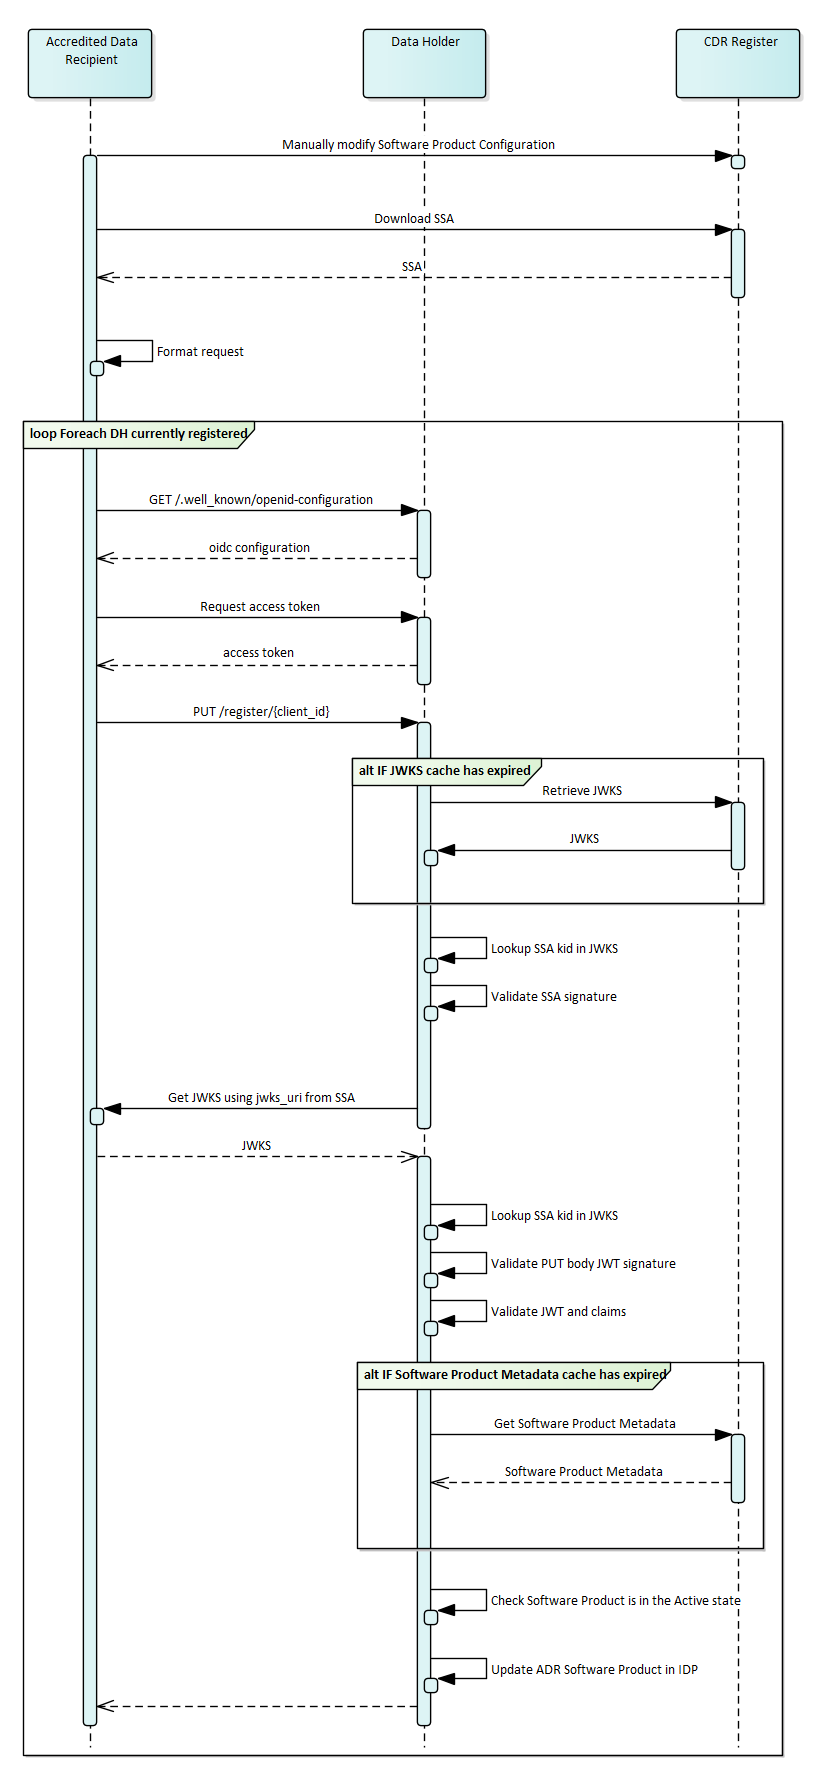 Accredited Data
Recipient
Data Holder
CDR Register
Manually modify Software Product Configuration
Download SSA
SSA
Format request
loop Foreach DH currently registered
GET /.well_known/openid-configuration
oidc configuration
Request access token
access token
PUT /register/{client_id}
alt IF JWKS cache has expired
Retrieve JWKS
JWKS
Lookup SSA kid in JWKS
Validate SSA signature
Get JWKS using jwks_uri from SSA
JWKS
Lookup SSA kid in JWKS
Validate PUT body JWT signature
Validate JWT and claims
alt IF Software Product Metadata cache has expired
Get Software Product Metadata
Software Product Metadata
Check Software Product is in the Active state
Update ADR Software Product in IDP